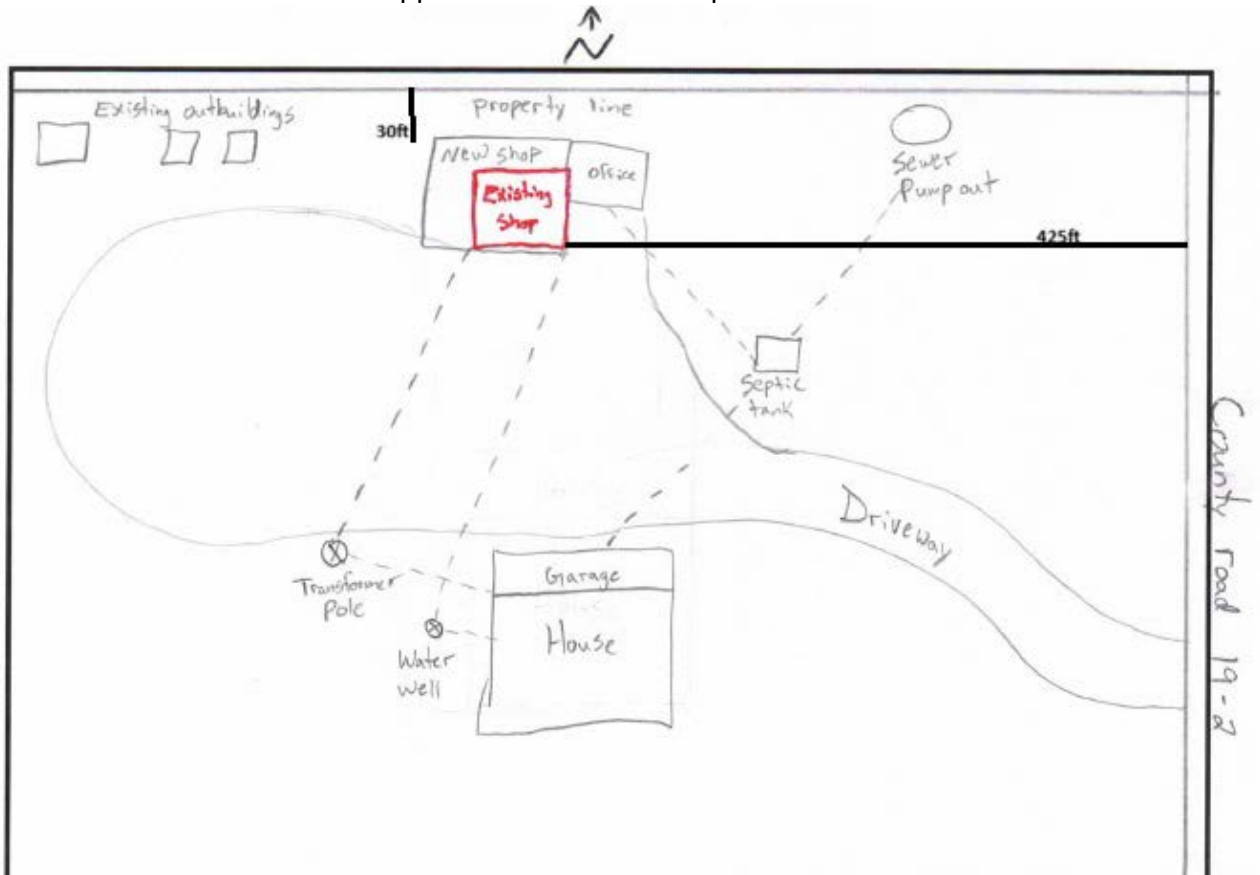 N
Existing outbuildings
property line
30ft
New shop
office
Existing
Shop
Sewer
Pump out
425ft
Septic
tank
Driveway
County road 19-2
Transformer
Pole
Garage
House
Water
well